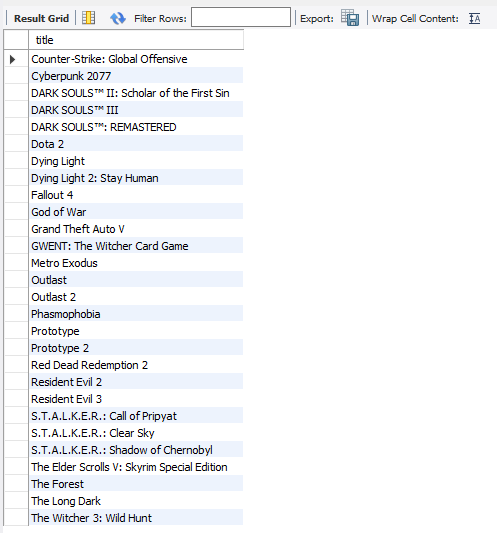 Result Grid Filter Rows: Export: Wrap Cell Content: IA
title
Counter-Strike: Global Offensive
Cyberpunk 2077
DARK SOULS™ II: Scholar of the First Sin
DARK SOULS™ III
DARK SOULS™: REMASTERED
Dota 2
Dying Light
Dying Light 2: Stay Human
Fallout 4
God of War
Grand Theft Auto V
GWENT: The Witcher Card Game
Metro Exodus
Outlast
Outlast 2
Phasmophobia
Prototype
Prototype 2
Red Dead Redemption 2
Resident Evil 2
Resident Evil 3
S.T.A.L.K.E.R.: Call of Pripyat
S.T.A.L.K.E.R.: Clear Sky
S.T.A.L.K.E.R.: Shadow of Chernobyl
The Elder Scrolls V: Skyrim Special Edition
The Forest
The Long Dark
The Witcher 3: Wild Hunt